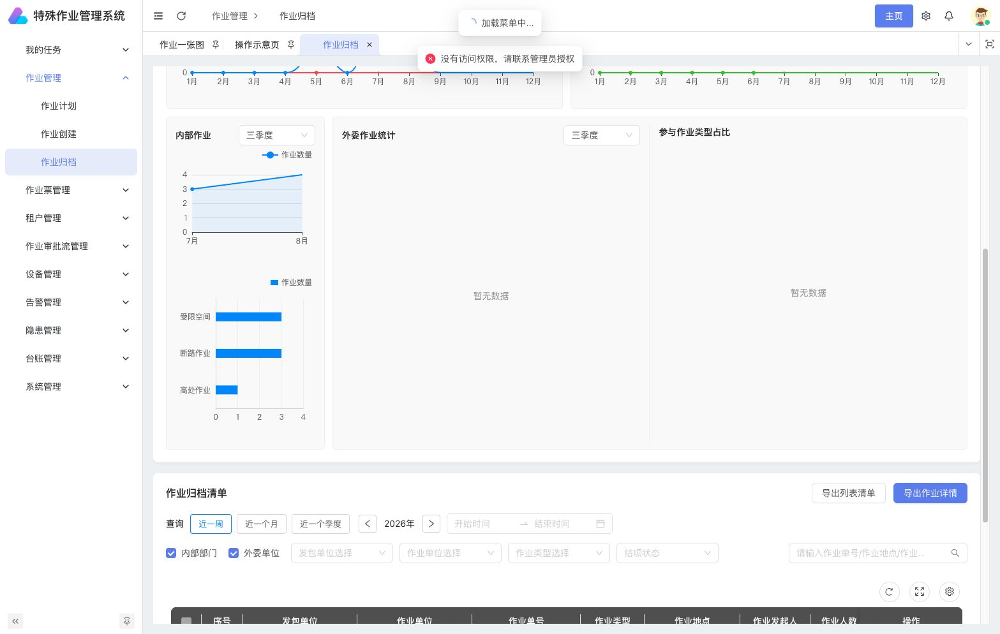 特殊作业管理系统
作业管理
作业归档
主页
加载菜单中...
作业一张图
操作示意页
作业归档
没有访问权限，请联系管理员授权
我的任务
作业管理
作业计划
作业创建
作业归档
作业票管理
租户管理
作业审批流管理
设备管理
告警管理
隐患管理
台账管理
系统管理
0
1月 2月 3月 4月 5月 6月 7月 8月 9月 10月 11月 12月
0
1月 2月 3月 4月 5月 6月 7月 8月 9月 10月 11月 12月
内部作业
三季度
作业数量
4
3
2
1
0
7月 8月
作业数量
受限空间
断路作业
高处作业
0 1 2 3 4
外委作业统计
三季度
暂无数据
参与作业类型占比
暂无数据
作业归档清单
导出列表清单
导出作业详情
查询 近一周 近一个月 近一个季度 2026年 开始时间 结束时间
内部部门 外委单位 发包单位选择 作业单位选择 作业类型选择 结项状态 请输入作业单号/作业地点/作业...
序号 发包单位 作业单位 作业单号 作业类型 作业地点 作业发起人 作业人数 操作